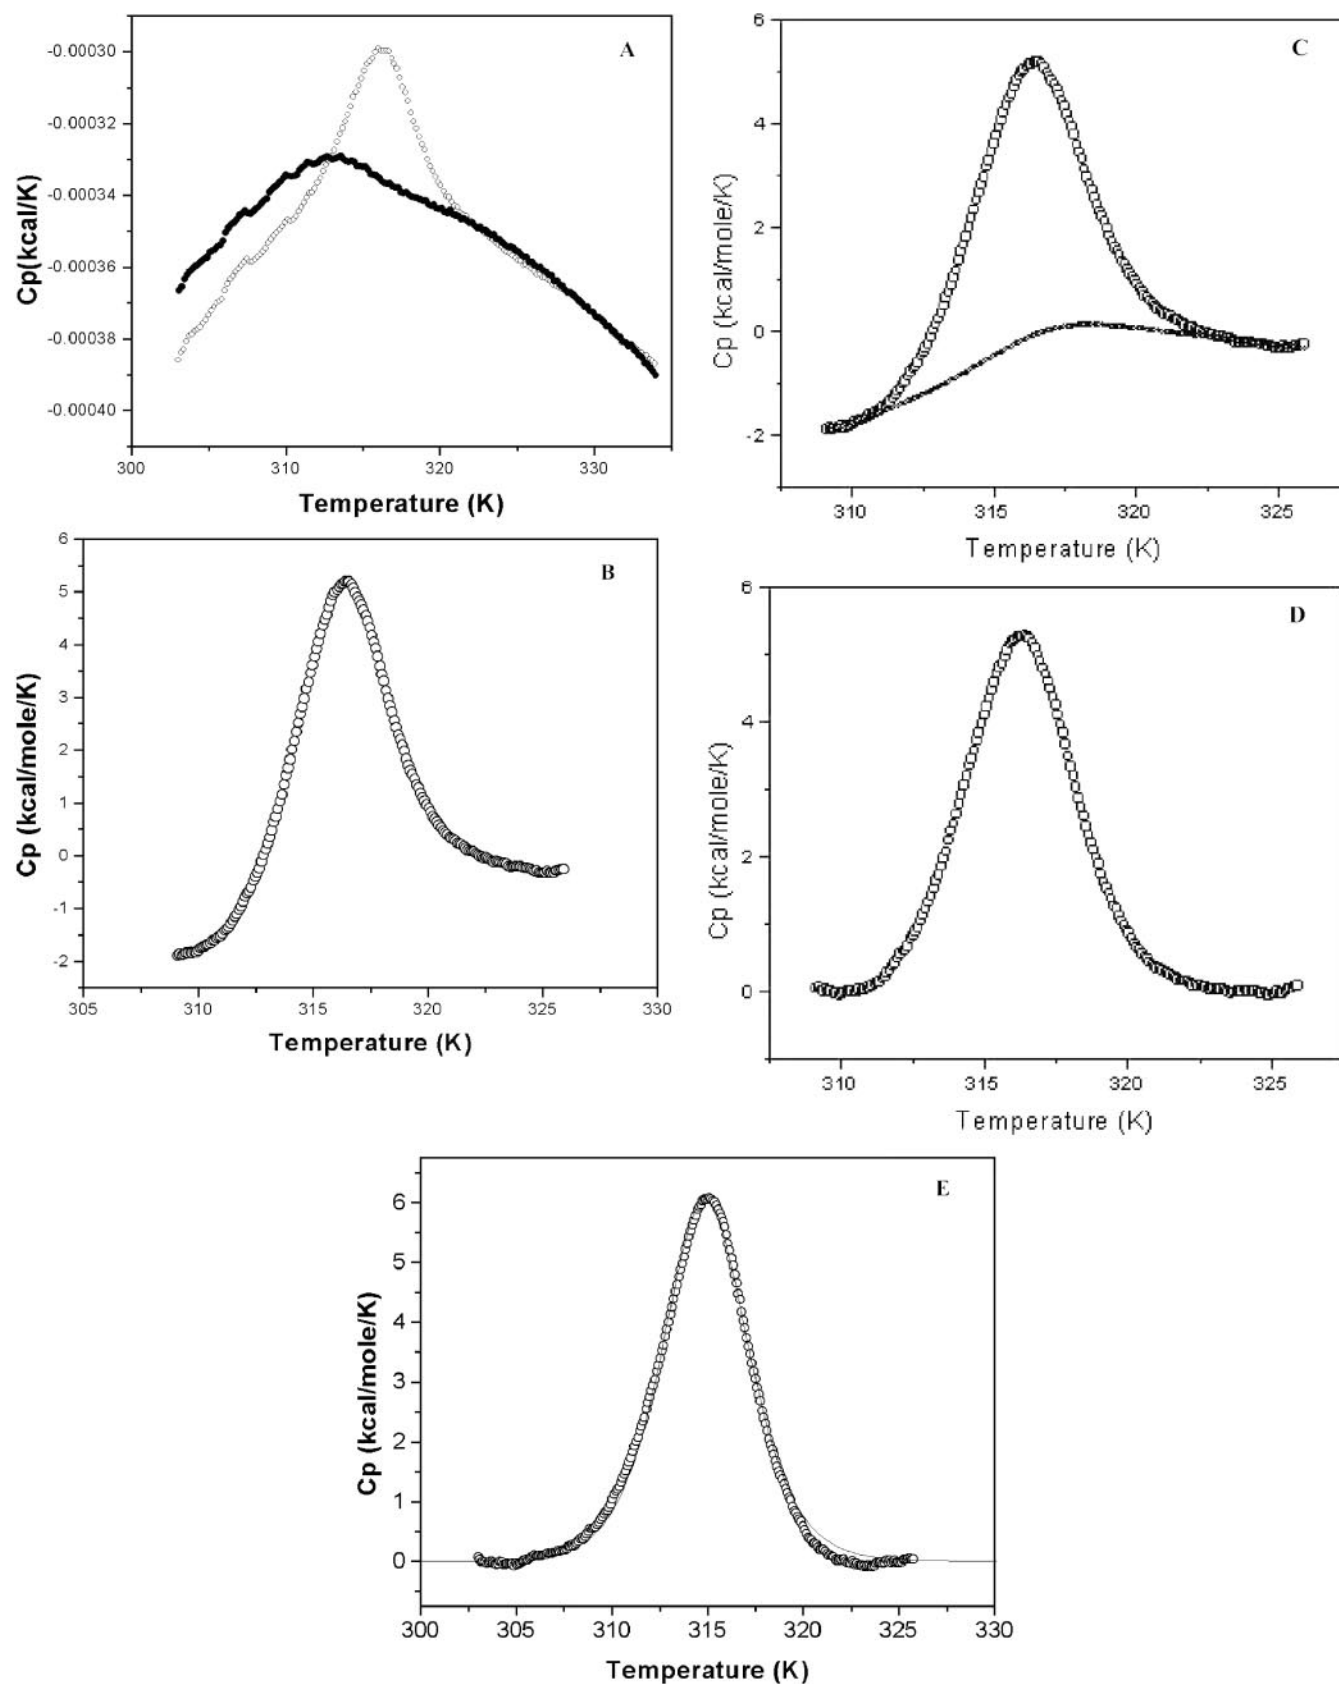 A
-0.00030
-0.00032
-0.00034
-0.00036
-0.00038
-0.00040
Cp(kcal/K)
300 310 320 330
Temperature (K)
C
6
4
2
0
-2
Cp (kcal/mole/K)
310 315 320 325
Temperature (K)
B
6
5
4
3
2
1
0
-1
-2
Cp (kcal/mole/K)
305 310 315 320 325 330
Temperature (K)
D
6
4
2
0
Cp (kcal/mole/K)
310 315 320 325
Temperature (K)
E
6
5
4
3
2
1
0
Cp (kcal/mole/K)
300 305 310 315 320 325 330
Temperature (K)